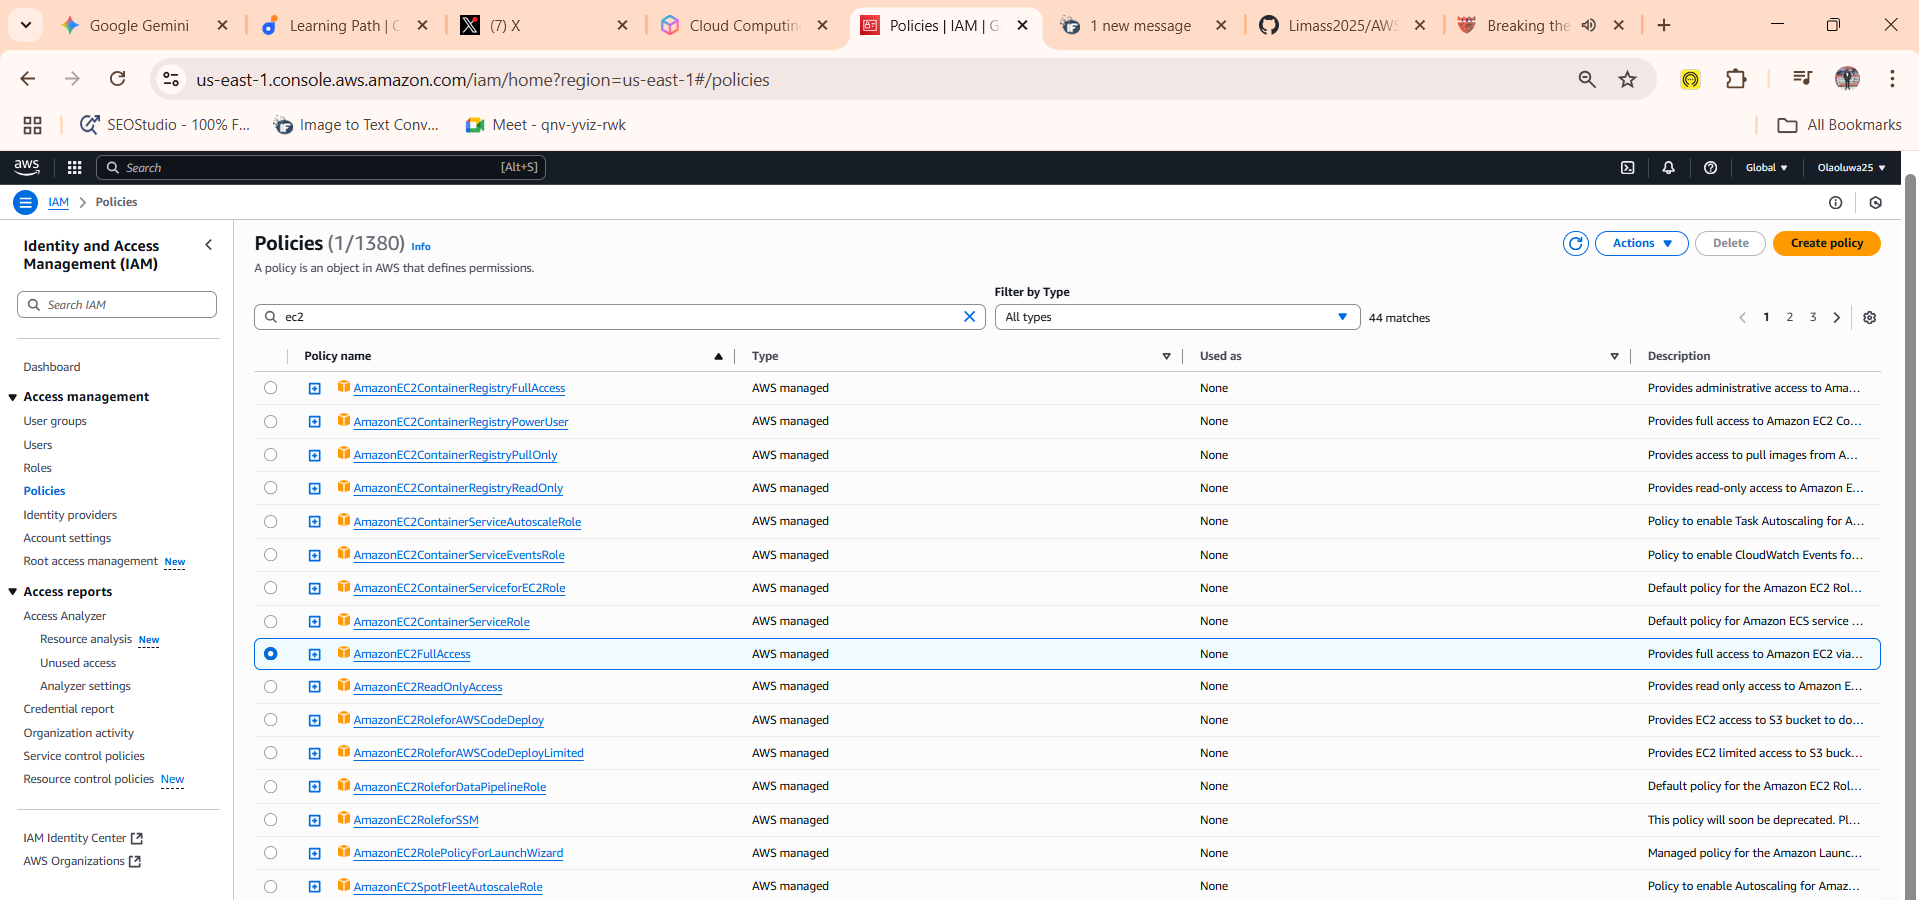 Google Gemini
Learning Path | C
(7) X
Cloud Computin
Policies | IAM | G
1 new message
Limass2025/AWS
Breaking the
us-east-1.console.aws.amazon.com/iam/home?region=us-east-1#/policies
SEOStudio - 100% F...
Image to Text Conv...
Meet - qnv-yviz-rwk
All Bookmarks
aws
Search
[Alt+S]
Global
Olaoluwa25
IAM > Policies
Identity and Access
Management (IAM)
Search IAM
Dashboard
Access management
User groups
Users
Roles
Policies
Identity providers
Account settings
Root access management New
Access reports
Access Analyzer
Resource analysis New
Unused access
Analyzer settings
Credential report
Organization activity
Service control policies
Resource control policies New
IAM Identity Center
AWS Organizations
Policies (1/1380) Info
A policy is an object in AWS that defines permissions.
Actions
Delete
Create policy
Filter by Type
ec2
All types
44 matches
1 2 3
Policy name Type Used as Description
AmazonEC2ContainerRegistryFullAccess AWS managed None Provides administrative access to Ama...
AmazonEC2ContainerRegistryPowerUser AWS managed None Provides full access to Amazon EC2 Co...
AmazonEC2ContainerRegistryPullOnly AWS managed None Provides access to pull images from A...
AmazonEC2ContainerRegistryReadOnly AWS managed None Provides read-only access to Amazon E...
AmazonEC2ContainerServiceAutoscaleRole AWS managed None Policy to enable Task Autoscaling for A...
AmazonEC2ContainerServiceEventsRole AWS managed None Policy to enable CloudWatch Events fo...
AmazonEC2ContainerServiceforEC2Role AWS managed None Default policy for the Amazon EC2 Rol...
AmazonEC2ContainerServiceRole AWS managed None Default policy for Amazon ECS service ...
AmazonEC2FullAccess AWS managed None Provides full access to Amazon EC2 via...
AmazonEC2ReadOnlyAccess AWS managed None Provides read only access to Amazon E...
AmazonEC2RoleforAWSCodeDeploy AWS managed None Provides EC2 access to S3 bucket to do...
AmazonEC2RoleforAWSCodeDeployLimited AWS managed None Provides EC2 limited access to S3 buck...
AmazonEC2RoleforDataPipelineRole AWS managed None Default policy for the Amazon EC2 Rol...
AmazonEC2RoleforSSM AWS managed None This policy will soon be deprecated. Pl...
AmazonEC2RolePolicyForLaunchWizard AWS managed None Managed policy for the Amazon Launc...
AmazonEC2SpotFleetAutoscaleRole AWS managed None Policy to enable Autoscaling for Amaz...